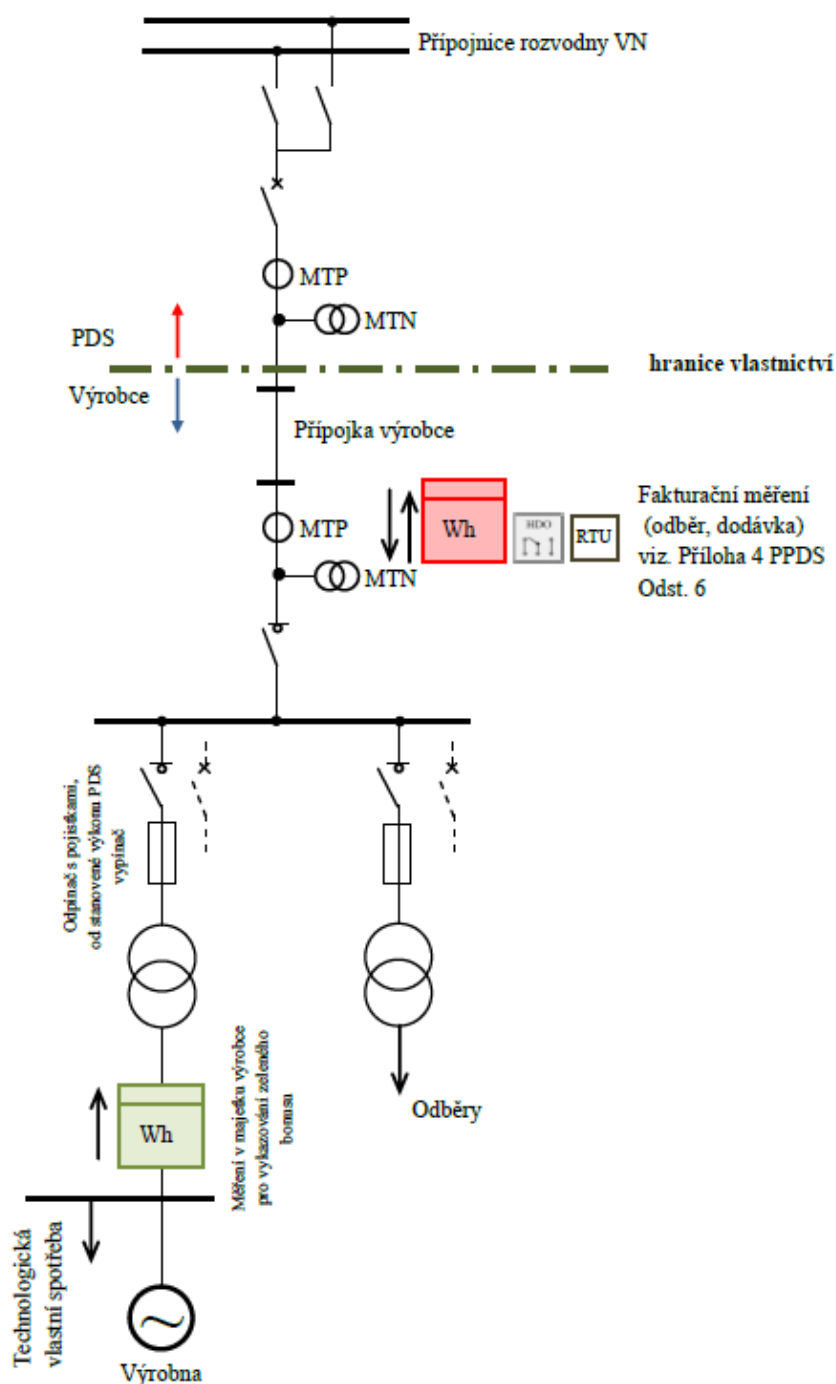 Přípojnice rozvodny VN
MTP
MTN
PDS
hranice vlastnictví
Výrobce
Přípojka výrobce
MTP
Wh
HDO
RTU
Fakturační měření
(odběr, dodávka)
viz. Příloha 4 PPDS
Odst. 6
MTN
Odpínač s pojistkami,
od stanovené výkonu PDS
vypínač
Wh
Měření v majetku výrobce
pro vykazování zeleného
bonusu
Odběry
Technologická
vlastní spotřeba
Výrobna